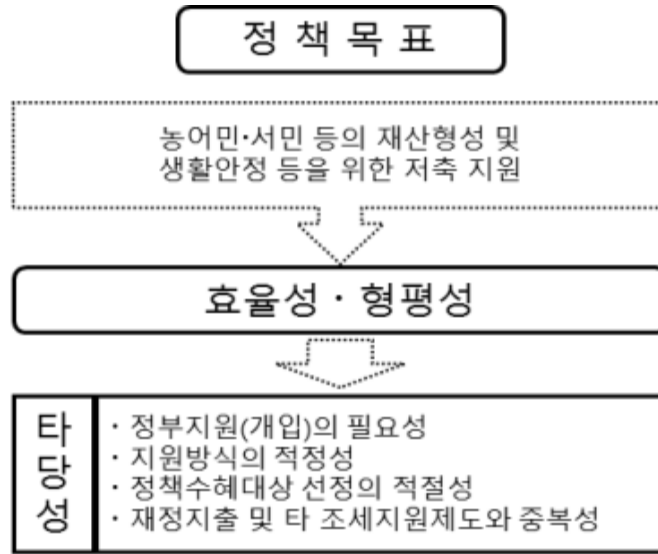 정 책 목 표
농어민·서민 등의 재산형성 및
생활안정 등을 위한 저축 지원
효율성 · 형평성
타당성
· 정부지원(개입)의 필요성
· 지원방식의 적정성
· 정책수혜대상 선정의 적절성
· 재정지출 및 타 조세지원제도와 중복성